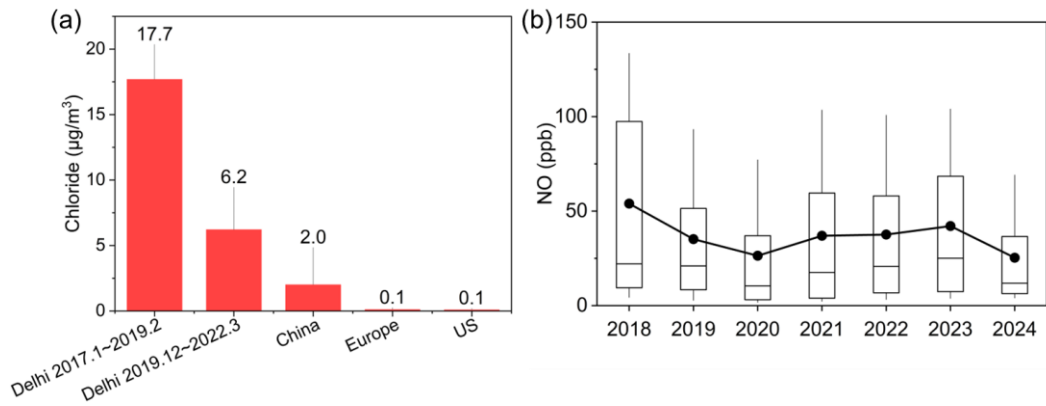 (a)
Chloride (µg/m³)
20
15
10
5
0
17.7
6.2
2.0
0.1
0.1
Delhi 2017.1~2019.2
Delhi 2019.12~2022.3
China
Europe
US
(b)
NO (ppb)
150
100
50
0
2018
2019
2020
2021
2022
2023
2024